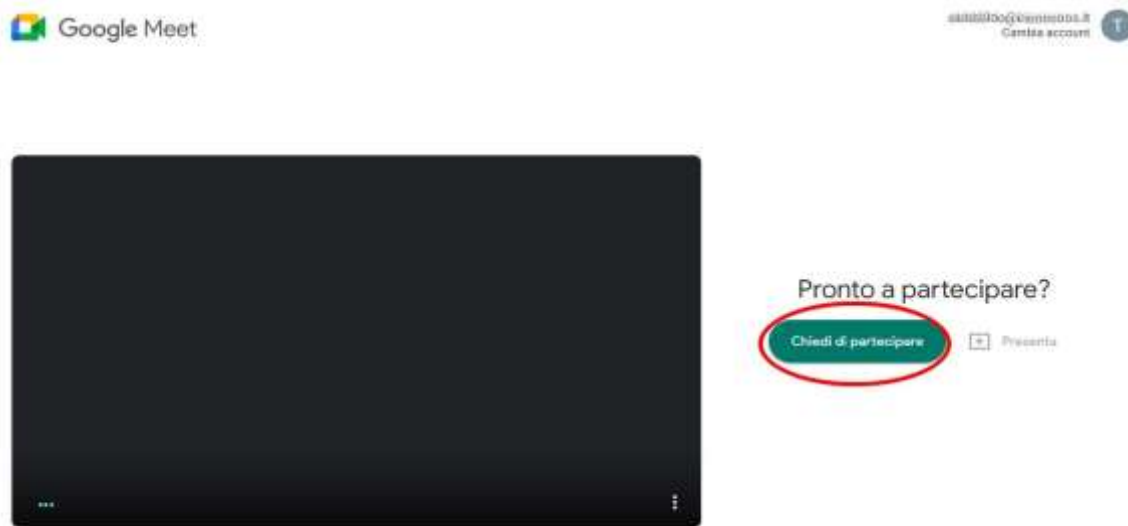 Google Meet
Cambia account
T
Pronto a partecipare?
Chiedi di partecipare
Presenta